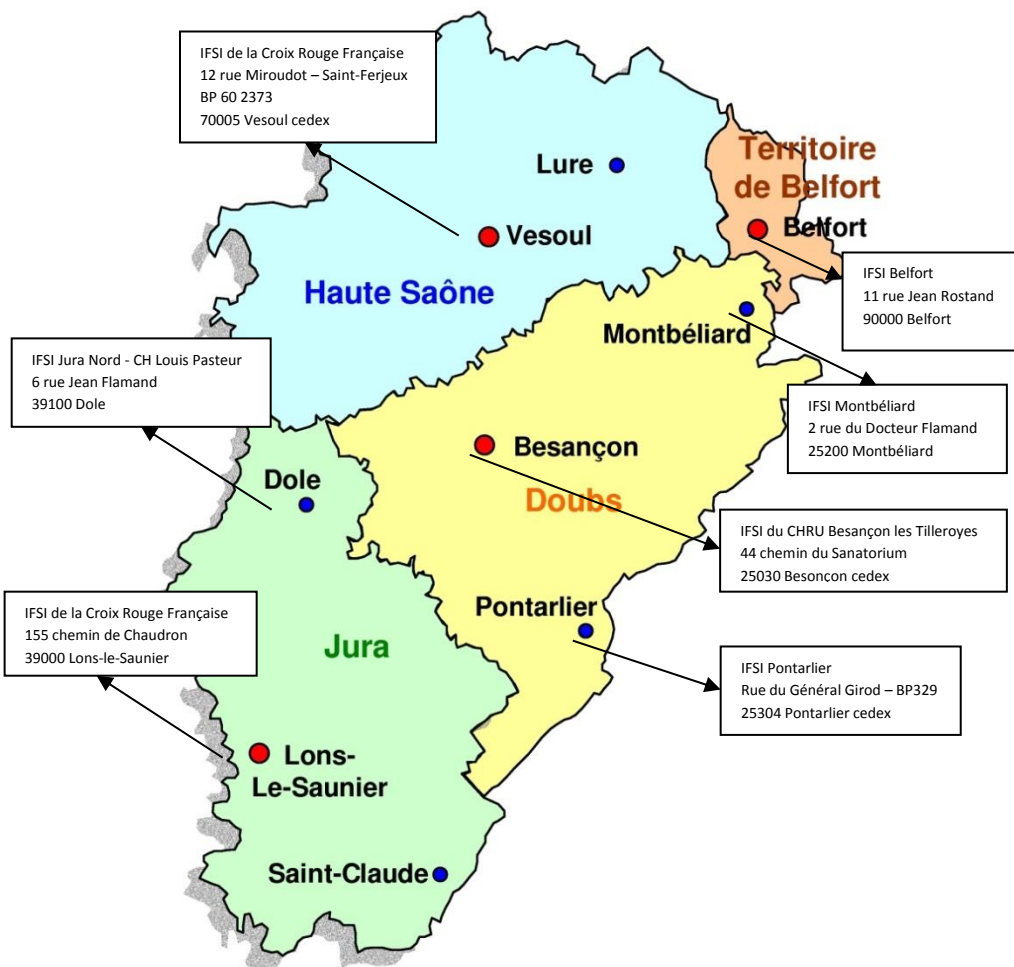 IFSI de la Croix Rouge Française
12 rue Miroudot – Saint-Ferjeux
BP 60 2373
70005 Vesoul cedex
Lure
Territoire
de Belfort
Vesoul
Belfort
Haute Saône
IFSI Belfort
11 rue Jean Rostand
90000 Belfort
Montbéliard
IFSI Jura Nord - CH Louis Pasteur
6 rue Jean Flamand
39100 Dole
IFSI Montbéliard
2 rue du Docteur Flamand
25200 Montbéliard
Besançon
Dole
Doubs
IFSI du CHRU Besançon les Tilleroyes
44 chemin du Sanatorium
25030 Besonçon cedex
Pontarlier
IFSI de la Croix Rouge Française
155 chemin de Chaudron
39000 Lons-le-Saunier
Jura
IFSI Pontarlier
Rue du Général Girod – BP329
25304 Pontarlier cedex
Lons-
Le-Saunier
Saint-Claude